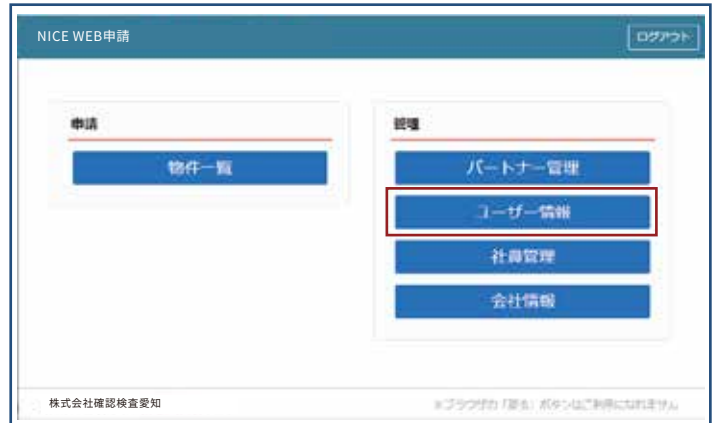 NICE WEB申請
ログアウト
申請
物件一覧
管理
パートナー管理
ユーザー情報
社員管理
会社情報
株式会社確認検査愛知
※ブラウザの「戻る」ボタンはご利用になれません